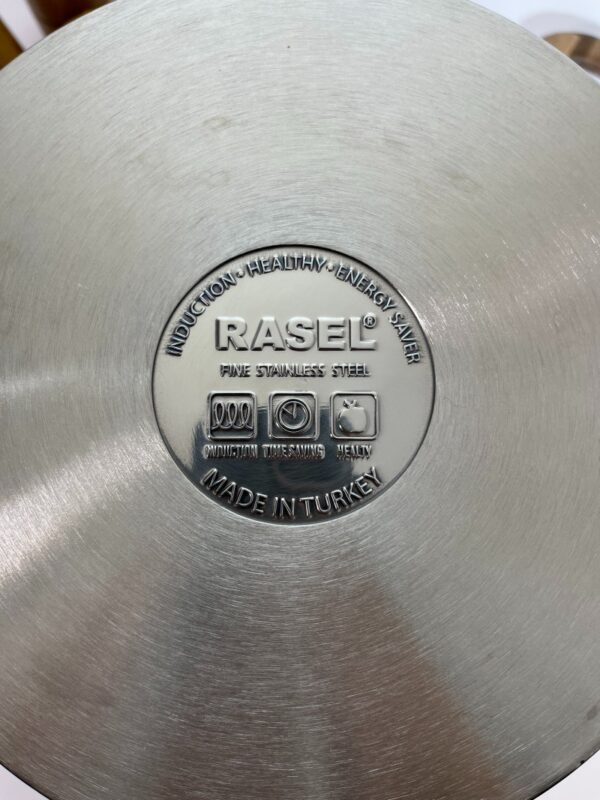 INDUCTION • HEALTHY • ENERGY SAVER
RASEL®
FINE STAINLESS STEEL
INDUCTION TIME SAVING HEALTY
MADE IN TURKEY